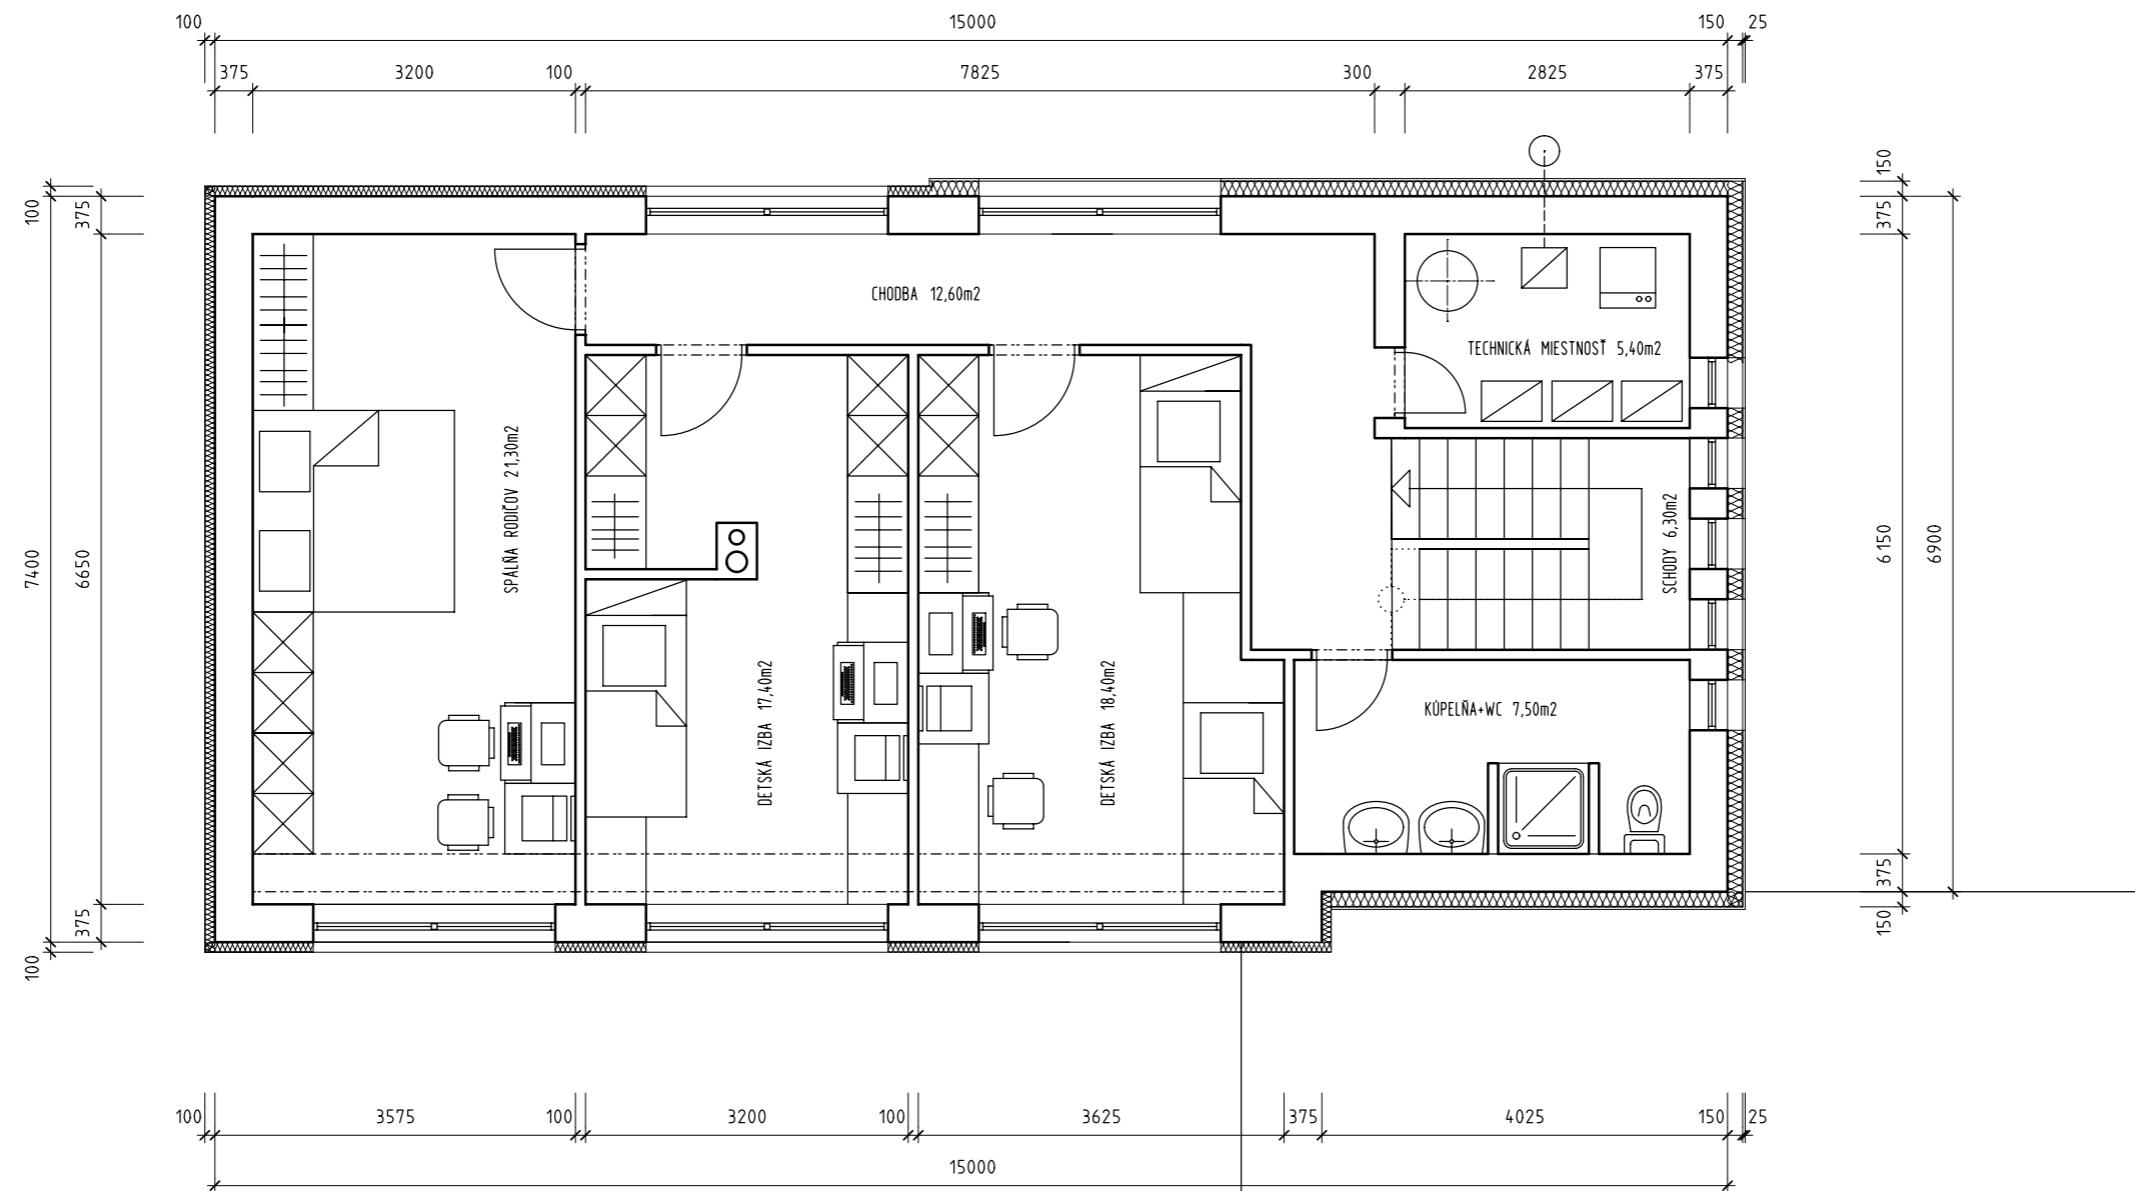 100 15000 150 25
375 3200 100 7825 300 2825 375
100
375
7400
6650
375
100
150
375
6150
6900
375
150
CHODBA 12,60m2
TECHNICKÁ MIESTNOSŤ 5,40m2
SPÁLŇA RODIČOV 21,30m2
SCHODY 6,30m2
DETSKÁ IZBA 17,40m2
DETSKÁ IZBA 18,40m2
KÚPEĽŇA+WC 7,50m2
100 3575 100 3200 100 3625 375 4025 150 25
15000